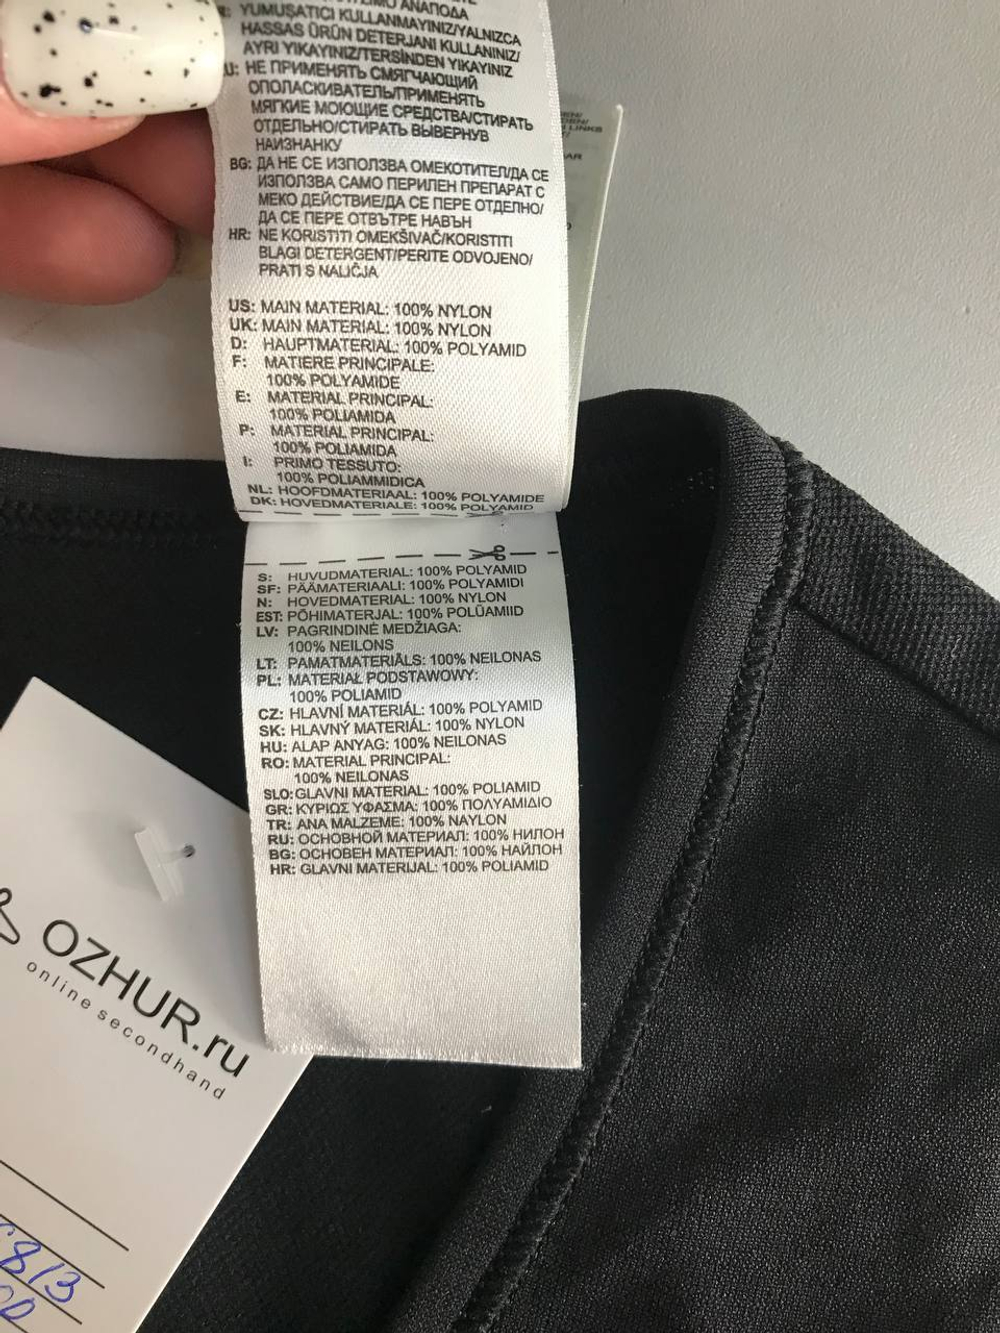 YUMUŞATICI KULLANMAYINIZ/YALNIZCA
HASSAS ÜRÜN DETERJANI KULLANINIZ/
AYRI YIKAYINIZ/TERSİNDEN YIKAYINIZ
НЕ ПРИМЕНЯТЬ СМЯГЧАЮЩИЙ
ОПОЛАСКИВАТЕЛЬ/ПРИМЕНЯТЬ
МЯГКИЕ МОЮЩИЕ СРЕДСТВА/СТИРАТЬ
ОТДЕЛЬНО/СТИРАТЬ ВЫВЕРНУВ
НАИЗНАНКУ
BG: ДА НЕ СЕ ИЗПОЛЗВА ОМЕКОТИТЕЛ/ДА СЕ
ИЗПОЛЗВА САМО ПЕРИЛЕН ПРЕПАРАТ С
МЕКО ДЕЙСТВИЕ/ДА СЕ ПЕРЕ ОТДЕЛНО/
ДА СЕ ПЕРЕ ОТВЪТРЕ НАВЪН
HR: NE KORISTITI OMEKŠIVAČ/KORISTITI
BLAGI DETERGENT/PERITE ODVOJENO/
PRATI S NALIČJA
US: MAIN MATERIAL: 100% NYLON
UK: MAIN MATERIAL: 100% NYLON
D: HAUPTMATERIAL: 100% POLYAMID
F: MATIERE PRINCIPALE:
100% POLYAMIDE
E: MATERIAL PRINCIPAL:
100% POLIAMIDA
P: MATERIAL PRINCIPAL:
100% POLIAMIDA
I: PRIMO TESSUTO:
100% POLIAMMIDICA
NL: HOOFDMATERIAAL: 100% POLYAMIDE
DK: HOVEDMATERIALE: 100% POLYAMID
S: HUVUDMATERIAL: 100% POLYAMID
SF: PÄÄMATERIAALI: 100% POLYAMIDI
N: HOVEDMATERIAL: 100% NYLON
EST: PÕHIMATERJAL: 100% POLÜAMIID
LV: PAGRINDINĖ MEDŽIAGA:
100% NEILONS
LT: PAMATMATERIĀLS: 100% NEILONAS
PL: MATERIAŁ PODSTAWOWY:
100% POLIAMID
CZ: HLAVNÍ MATERIÁL: 100% POLYAMID
SK: HLAVNÝ MATERIÁL: 100% NYLON
HU: ALAP ANYAG: 100% NEILONAS
RO: MATERIAL PRINCIPAL:
100% NEILONAS
SLO: GLAVNI MATERIAL: 100% POLIAMID
GR: ΚΥΡΙΩΣ ΥΦΑΣΜΑ: 100% ΠΟΛΥΑΜΙΔΙΟ
TR: ANA MALZEME: 100% NAYLON
RU: ОСНОВНОЙ МАТЕРИАЛ: 100% НИЛОН
BG: ОСНОВЕН МАТЕРИАЛ: 100% НАЙЛОН
HR: GLAVNI MATERIJAL: 100% POLIAMID
OZHUR.ru
online secondhand